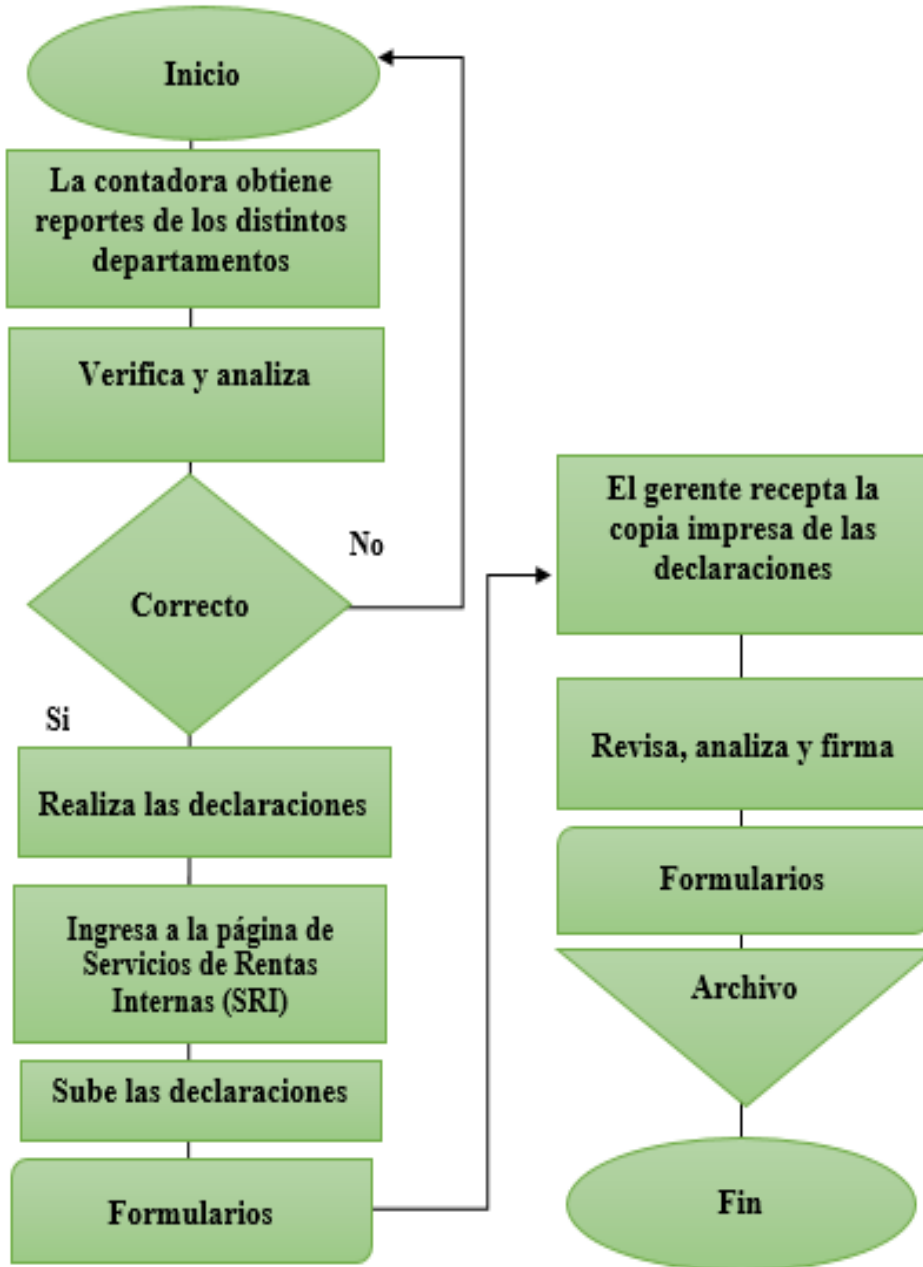 Inicio
La contadora obtiene
reportes de los distintos
departamentos
Verifica y analiza
No
Correcto
Si
Realiza las declaraciones
Ingresa a la página de
Servicios de Rentas
Internas (SRI)
Sube las declaraciones
Formularios
El gerente recepta la
copia impresa de las
declaraciones
Revisa, analiza y firma
Formularios
Archivo
Fin